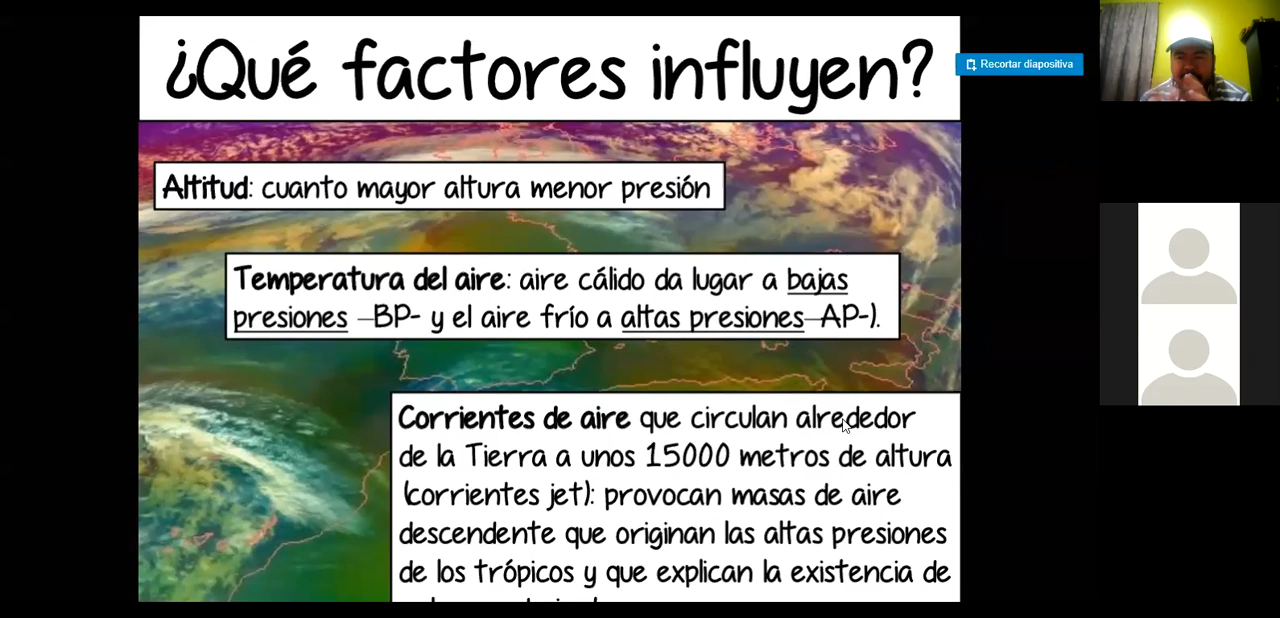 ¿Qué factores influyen?
Recortar diapositiva
Altitud: cuanto mayor altura menor presión
Temperatura del aire: aire cálido da lugar a bajas
presiones –BP- y el aire frío a altas presiones–AP-).
Corrientes de aire que circulan alrededor
de la Tierra a unos 15000 metros de altura
(corrientes jet): provocan masas de aire
descendente que originan las altas presiones
de los trópicos y que explican la existencia de